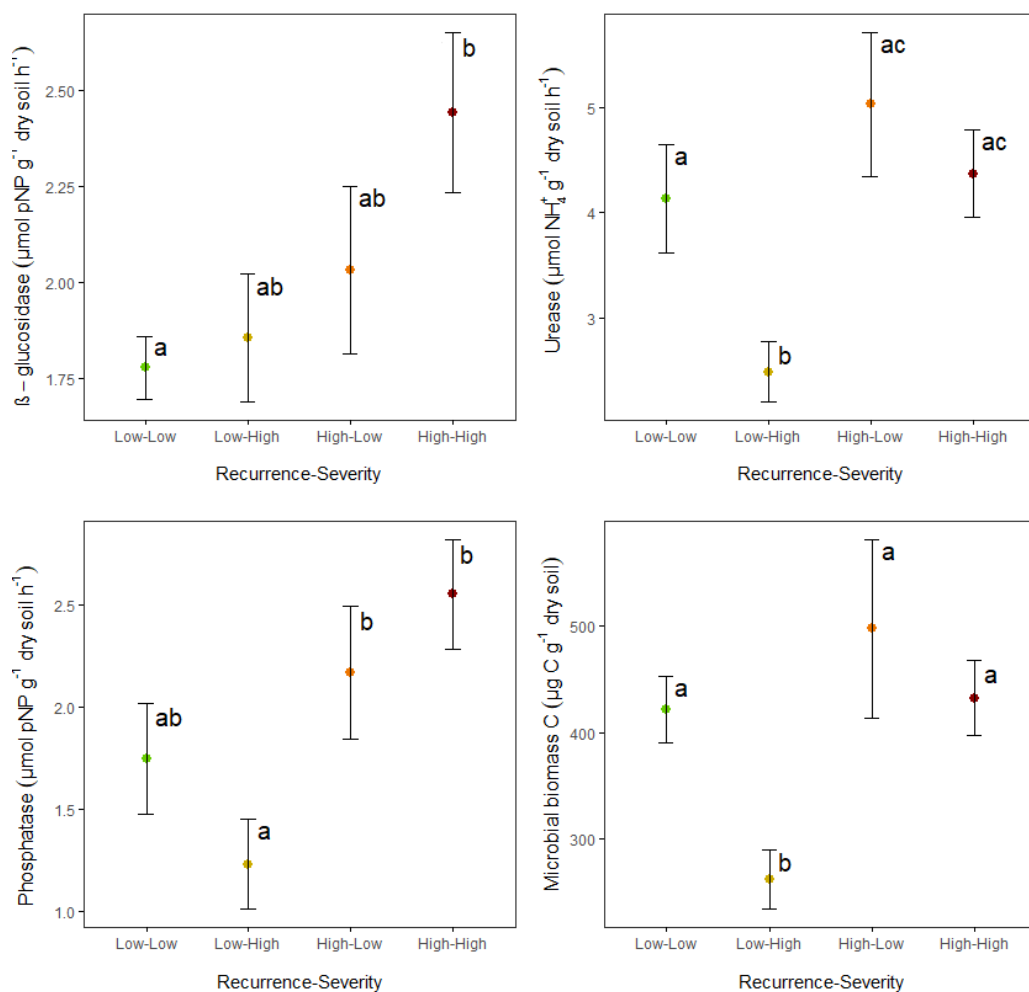 ß – glucosidase (µmol pNP g⁻¹ dry soil h⁻¹)
2.50
2.25
2.00
1.75
a
ab
ab
b
Low-Low Low-High High-Low High-High
Recurrence-Severity
Urease (µmol NH₄⁺ g⁻¹ dry soil h⁻¹)
5
4
3
a
b
ac
ac
Low-Low Low-High High-Low High-High
Recurrence-Severity
Phosphatase (µmol pNP g⁻¹ dry soil h⁻¹)
2.5
2.0
1.5
1.0
ab
a
b
b
Low-Low Low-High High-Low High-High
Recurrence-Severity
Microbial biomass C (µg C g⁻¹ dry soil)
500
400
300
a
b
a
a
Low-Low Low-High High-Low High-High
Recurrence-Severity